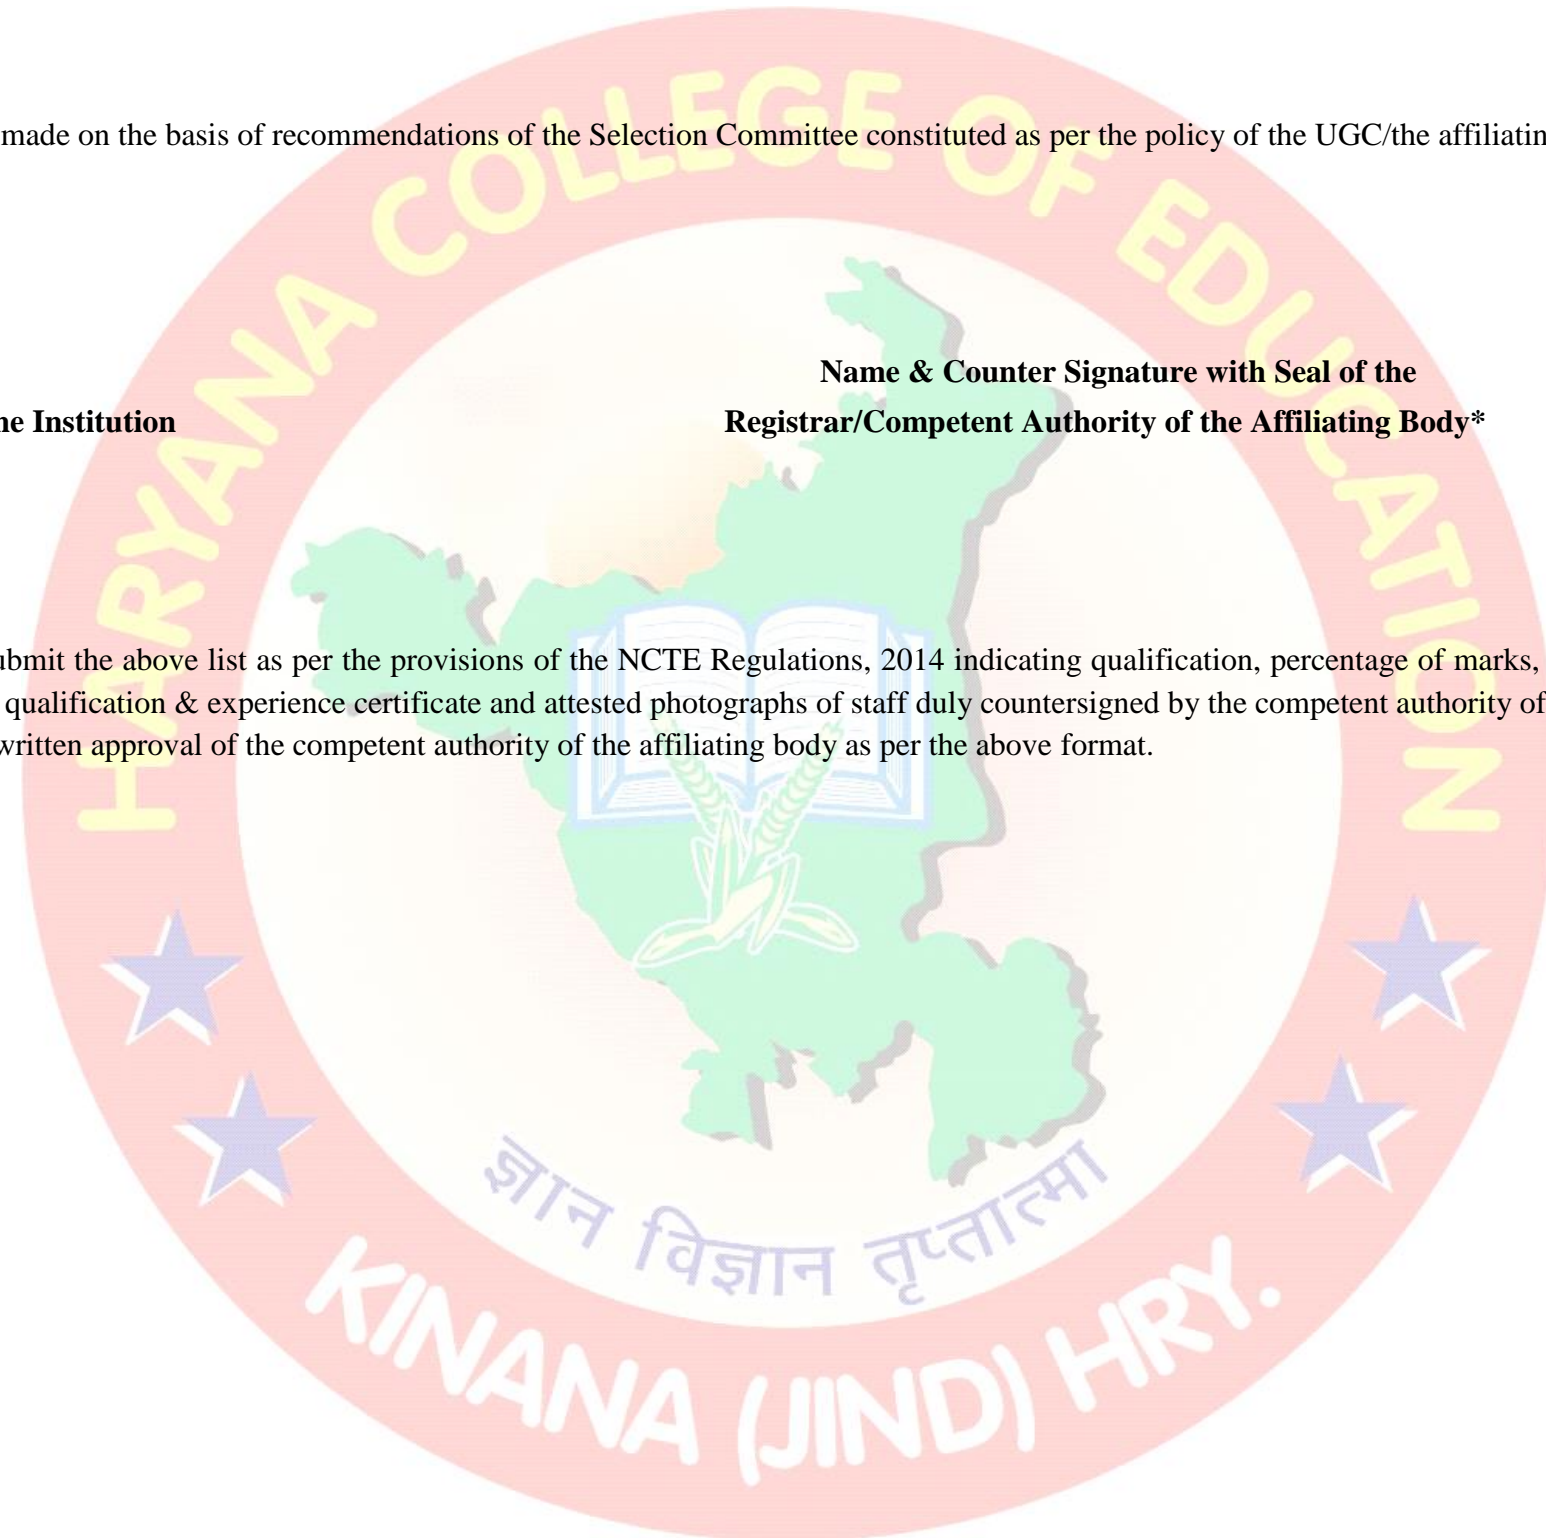 made on the basis of recommendations of the Selection Committee constituted as per the policy of the UGC/the affiliatin
Name & Counter Signature with Seal of the
ne Institution Registrar/Competent Authority of the Affiliating Body*
ubmit the above list as per the provisions of the NCTE Regulations, 2014 indicating qualification, percentage of marks,
qualification & experience certificate and attested photographs of staff duly countersigned by the competent authority of
written approval of the competent authority of the affiliating body as per the above format.
HARYANA COLLEGE OF EDUCATION
ज्ञान विज्ञान तृप्तात्मा
KINANA (JIND) HRY.